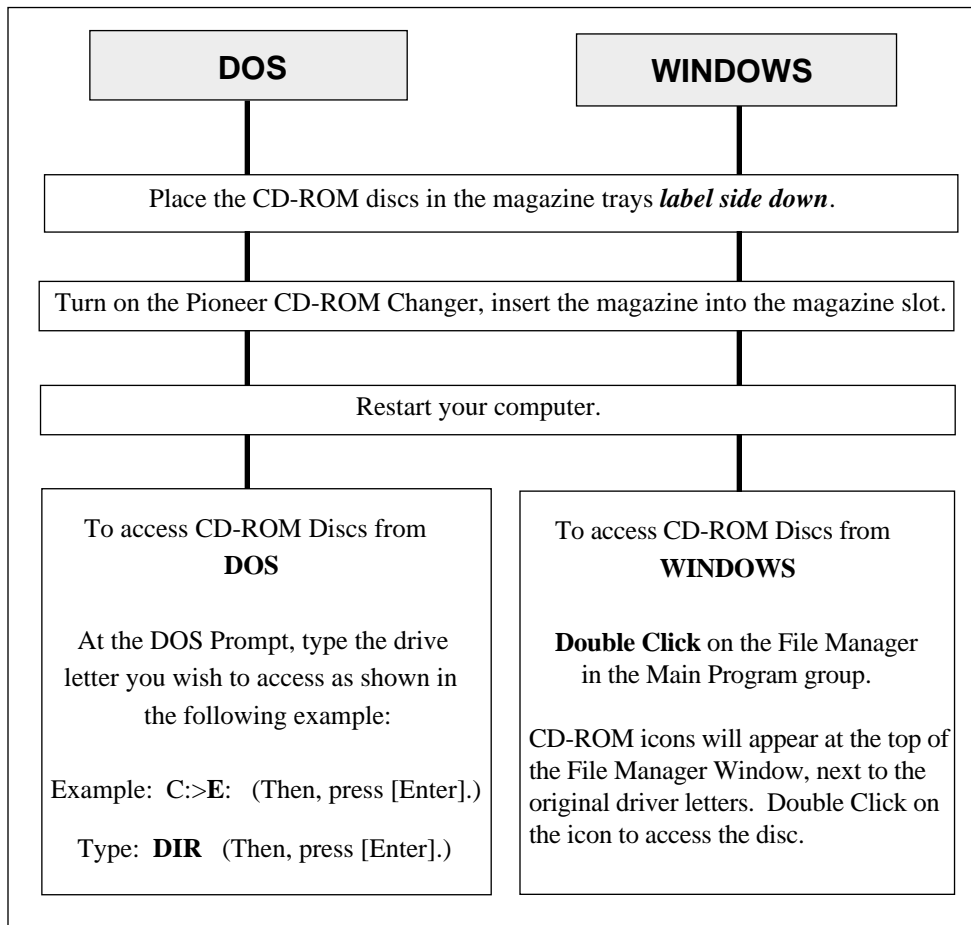 DOS
WINDOWS
Place the CD-ROM discs in the magazine trays label side down.
Turn on the Pioneer CD-ROM Changer, insert the magazine into the magazine slot.
Restart your computer.
To access CD-ROM Discs from
DOS
At the DOS Prompt, type the drive
letter you wish to access as shown in
the following example:
Example: C:>E: (Then, press [Enter].)
Type: DIR (Then, press [Enter].)
To access CD-ROM Discs from
WINDOWS
Double Click on the File Manager
in the Main Program group.
CD-ROM icons will appear at the top of
the File Manager Window, next to the
original driver letters. Double Click on
the icon to access the disc.